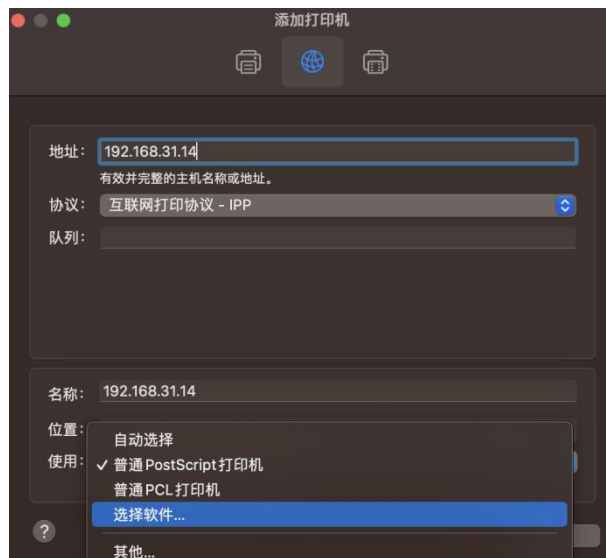 添加打印机
地址： 192.168.31.14
有效并完整的主机名称或地址。
协议： 互联网打印协议 - IPP
队列：
名称： 192.168.31.14
位置：
自动选择
使用： ✓ 普通PostScript打印机
普通PCL打印机
选择软件...
? 
其他...